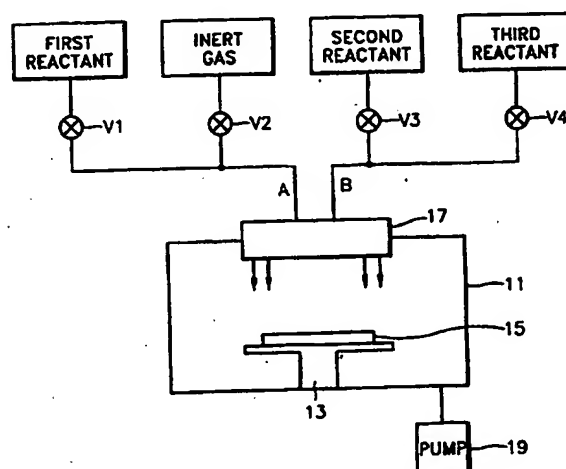 FIRST
REACTANT
INERT
GAS
SECOND
REACTANT
THIRD
REACTANT
V1
V2
V3
V4
A
B
17
11
15
13
PUMP
19